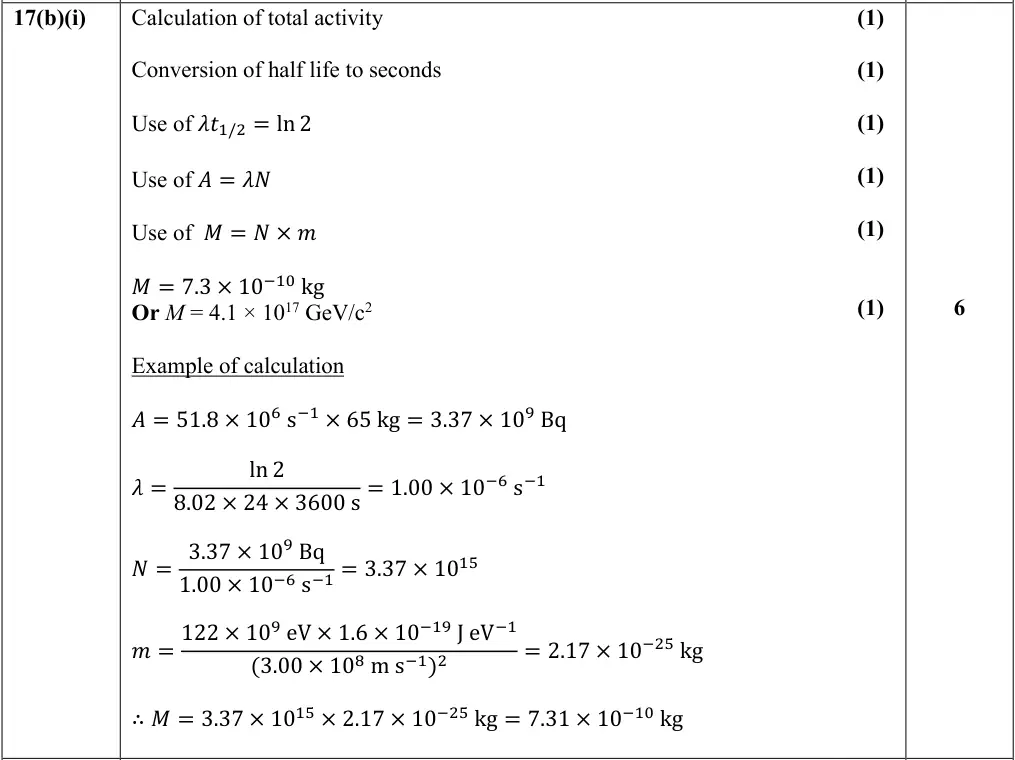 17(b)(i) Calculation of total activity (1)
Conversion of half life to seconds (1)
Use of 𝜆𝑡₁/₂ = ln 2 (1)
Use of 𝐴 = 𝜆𝑁 (1)
Use of 𝑀 = 𝑁 × 𝑚 (1)
𝑀 = 7.3 × 10⁻¹⁰ kg
Or M = 4.1 × 10¹⁷ GeV/c² (1) 6
Example of calculation
𝐴 = 51.8 × 10⁶ s⁻¹ × 65 kg = 3.37 × 10⁹ Bq
𝜆 = ln 2 / 8.02 × 24 × 3600 s = 1.00 × 10⁻⁶ s⁻¹
𝑁 = 3.37 × 10⁹ Bq / 1.00 × 10⁻⁶ s⁻¹ = 3.37 × 10¹⁵
𝑚 = 122 × 10⁹ eV × 1.6 × 10⁻¹⁹ J eV⁻¹ / (3.00 × 10⁸ m s⁻¹)² = 2.17 × 10⁻²⁵ kg
∴ 𝑀 = 3.37 × 10¹⁵ × 2.17 × 10⁻²⁵ kg = 7.31 × 10⁻¹⁰ kg